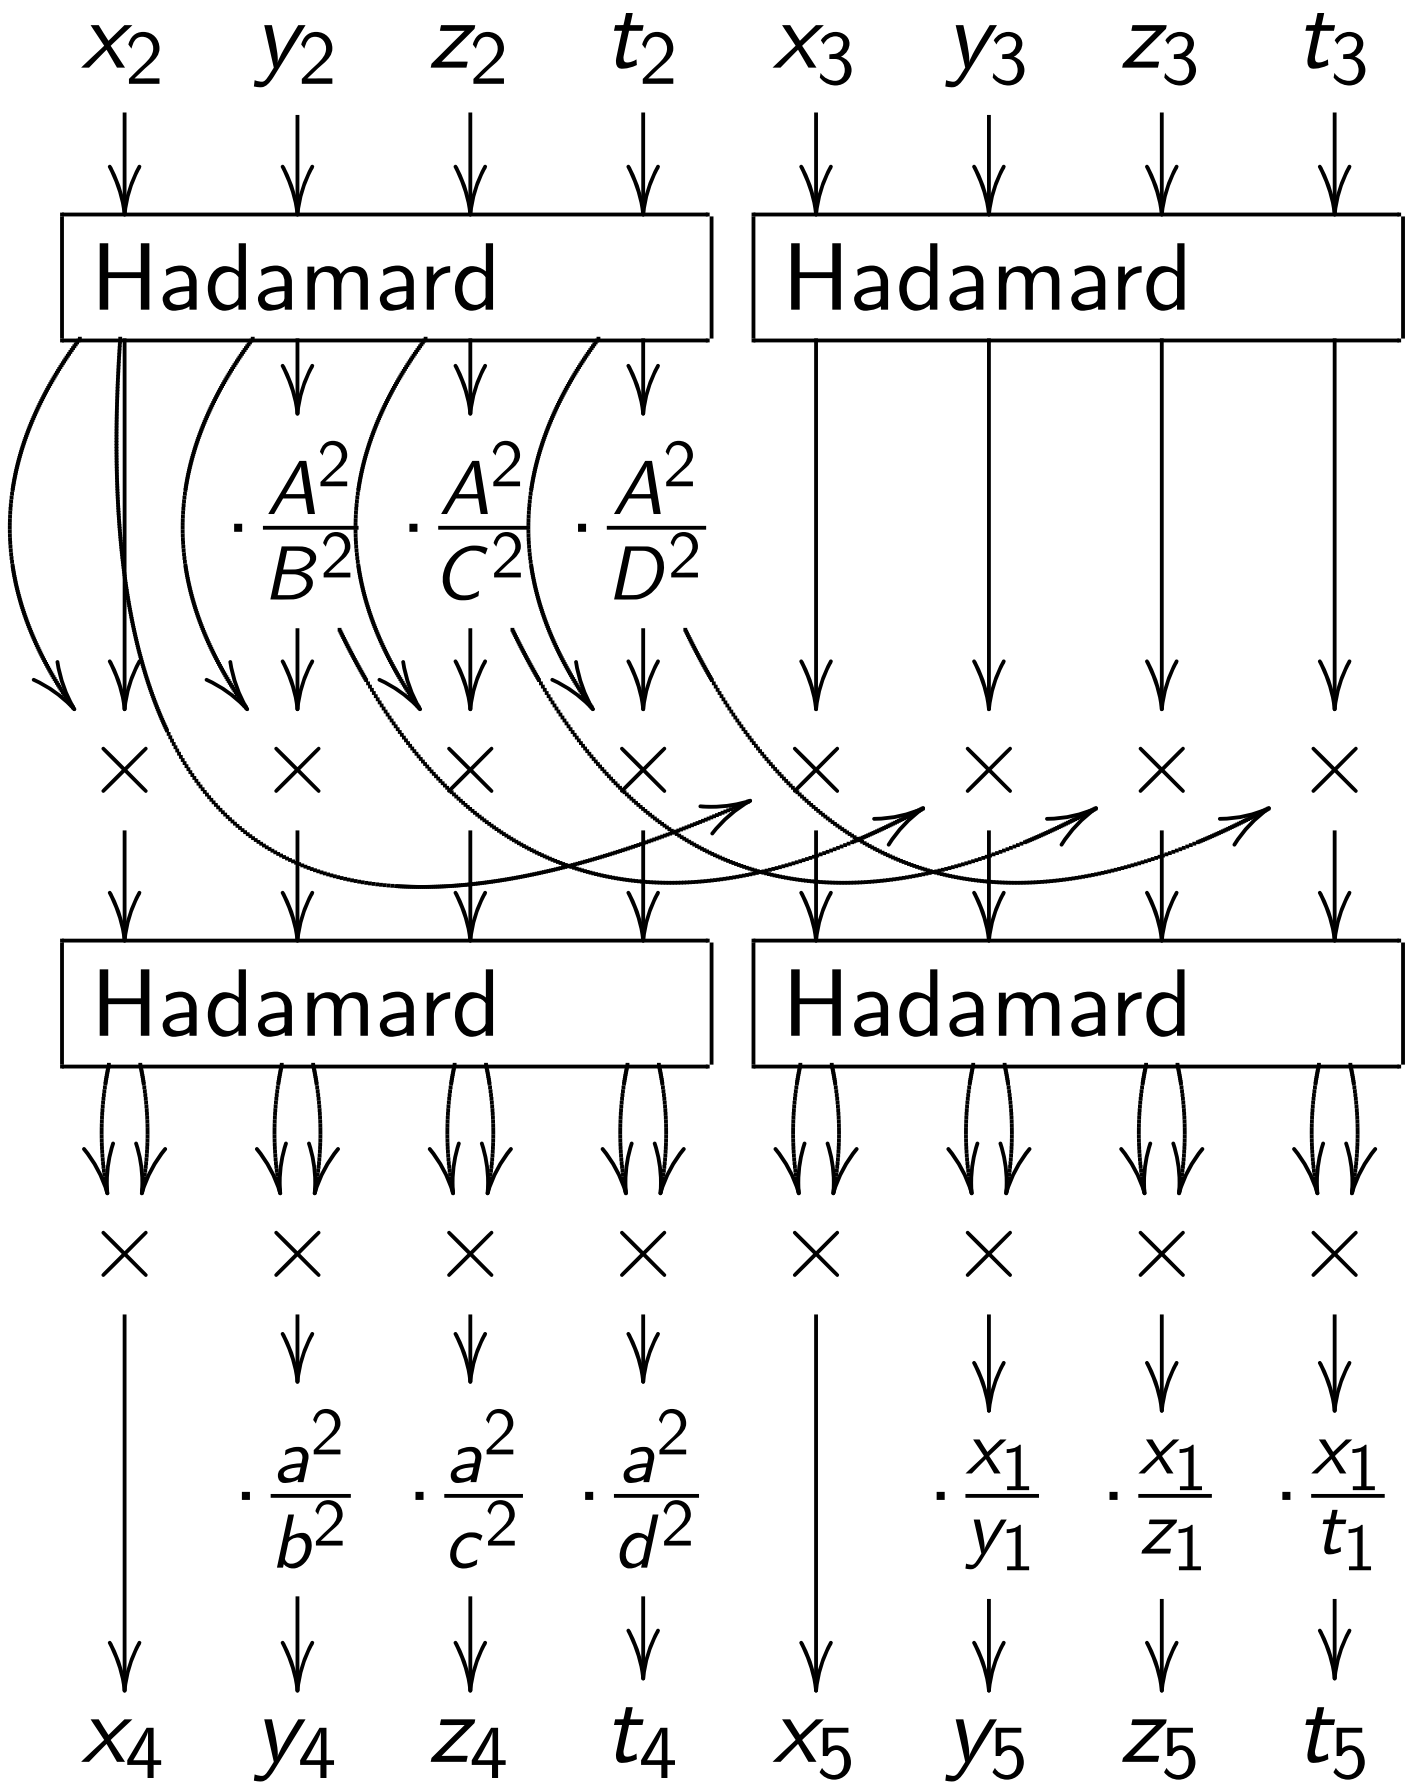 x₂ y₂ z₂ t₂ x₃ y₃ z₃ t₃
Hadamard Hadamard
· A²/B² · A²/C² · A²/D²
× × × × × × × ×
Hadamard Hadamard
× × × × × × × ×
· a²/b² · a²/c² · a²/d² · x₁/y₁ · x₁/z₁ · x₁/t₁
x₄ y₄ z₄ t₄ x₅ y₅ z₅ t₅